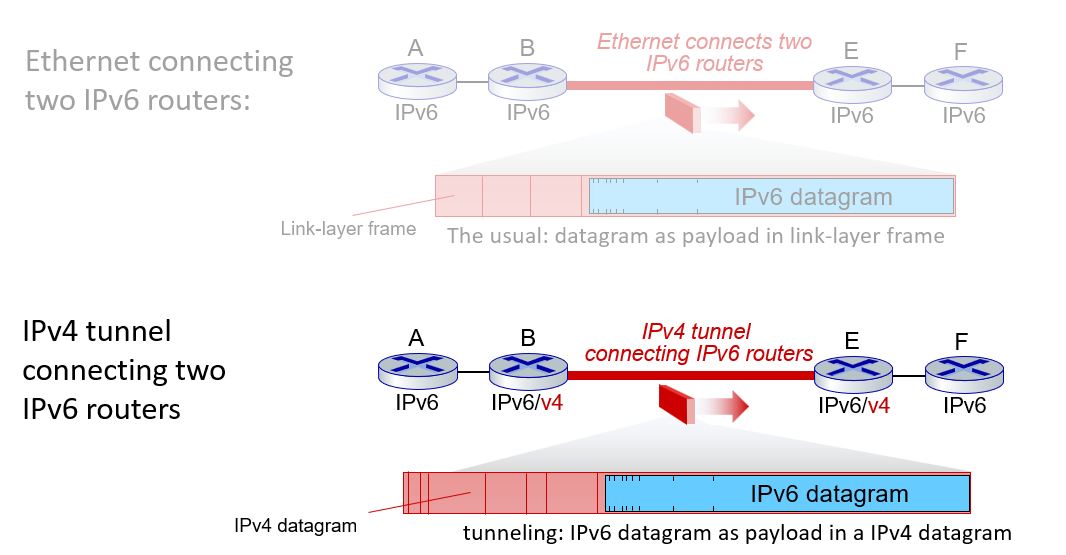 Ethernet connecting
two IPv6 routers:
A
B
Ethernet connects two
IPv6 routers
E
F
IPv6
IPv6
IPv6
IPv6
IPv6 datagram
Link-layer frame
The usual: datagram as payload in link-layer frame
IPv4 tunnel
connecting two
IPv6 routers
A
B
IPv4 tunnel
connecting IPv6 routers
E
F
IPv6
IPv6/v4
IPv6/v4
IPv6
IPv6 datagram
IPv4 datagram
tunneling: IPv6 datagram as payload in a IPv4 datagram